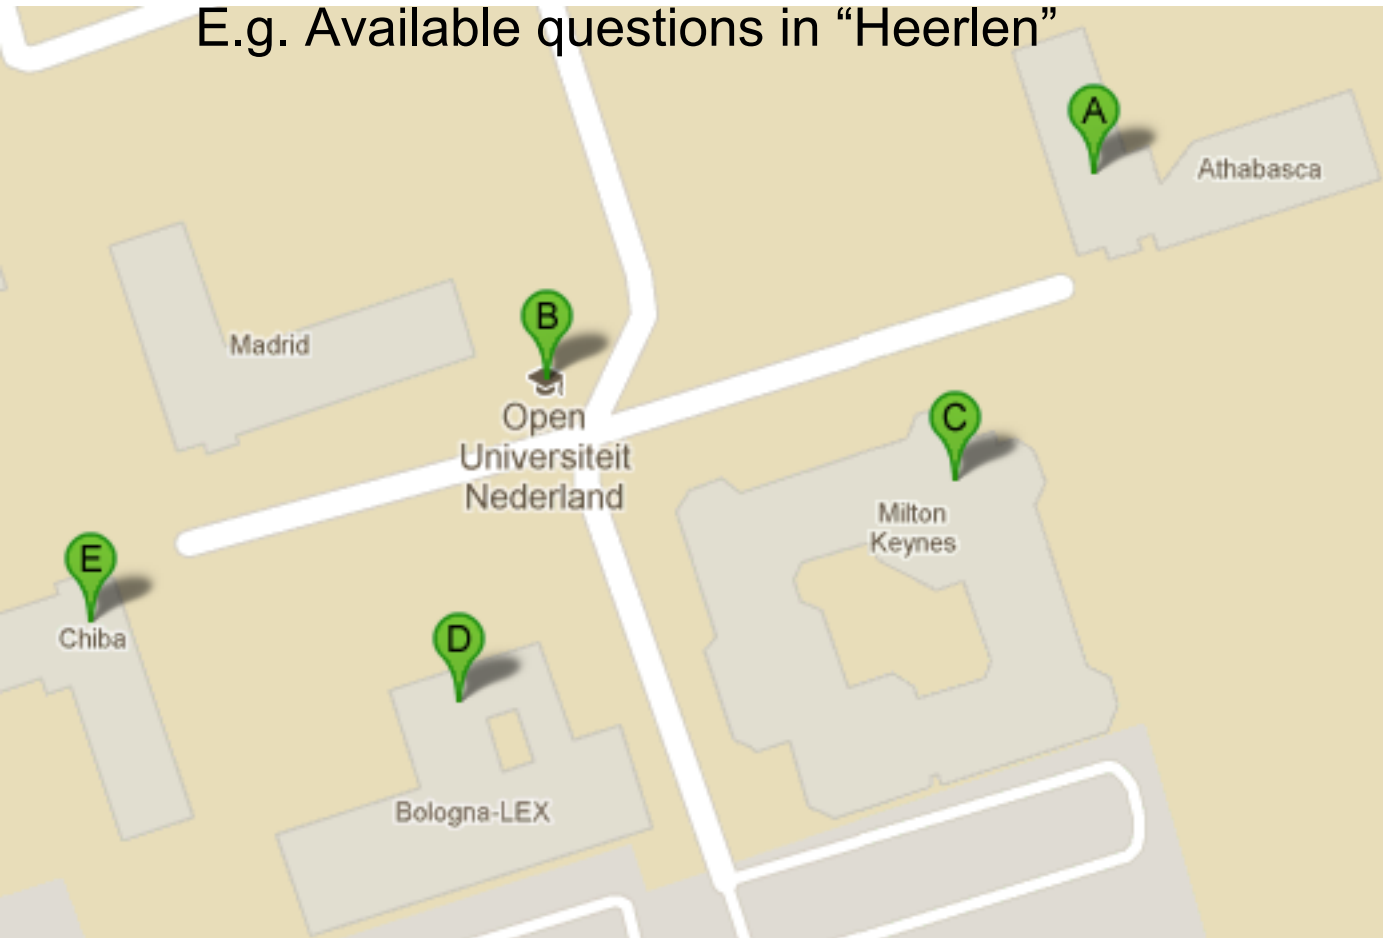 E.g. Available questions in “Heerlen”
A
Athabasca
B
Madrid
Open
Universiteit
Nederland
C
Milton
Keynes
E
Chiba
D
Bologna-LEX